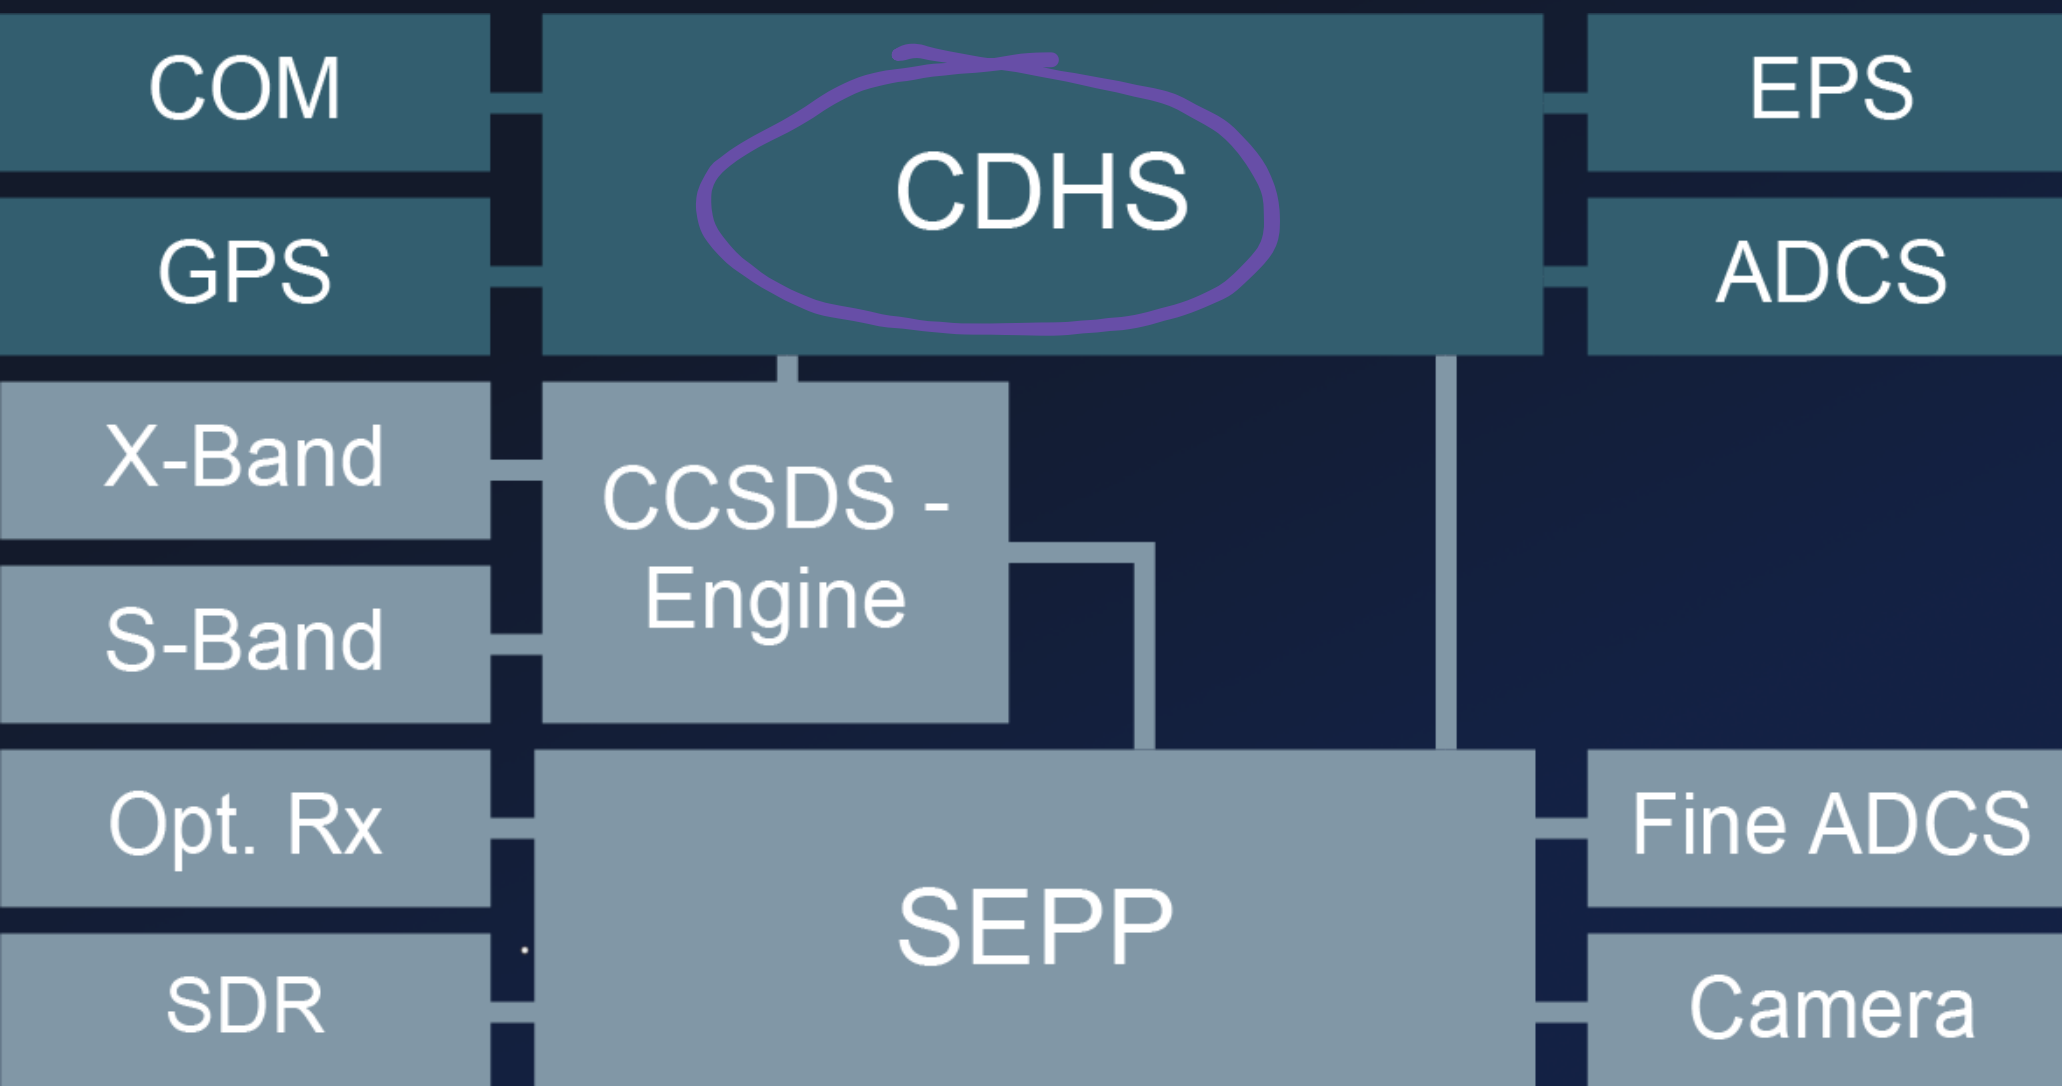 COM
CDHS
EPS
GPS
ADCS
X-Band
CCSDS -
Engine
S-Band
Opt. Rx
SEPP
Fine ADCS
SDR
Camera